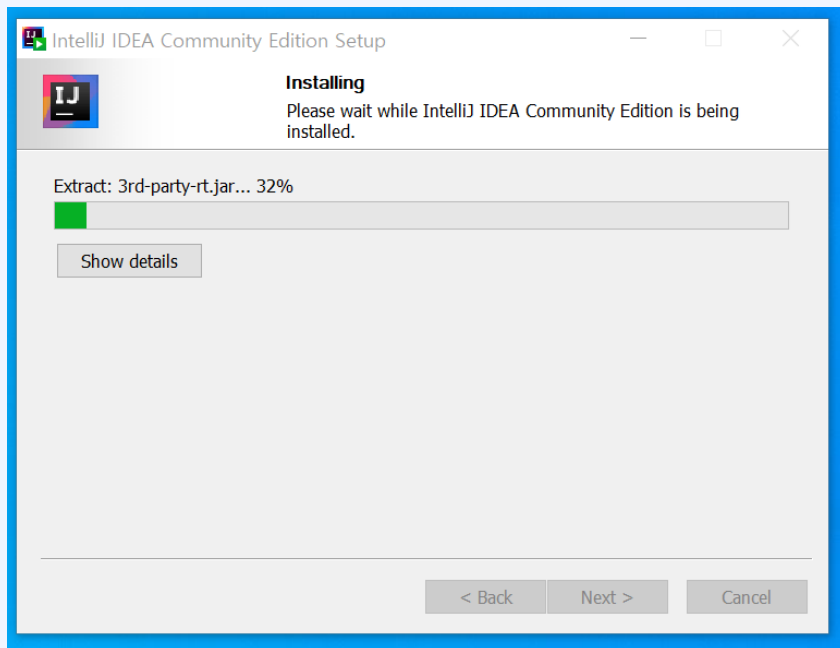 IntelliJ IDEA Community Edition Setup
IJ
Installing
Please wait while IntelliJ IDEA Community Edition is being
installed.
Extract: 3rd-party-rt.jar... 32%
Show details
< Back
Next >
Cancel